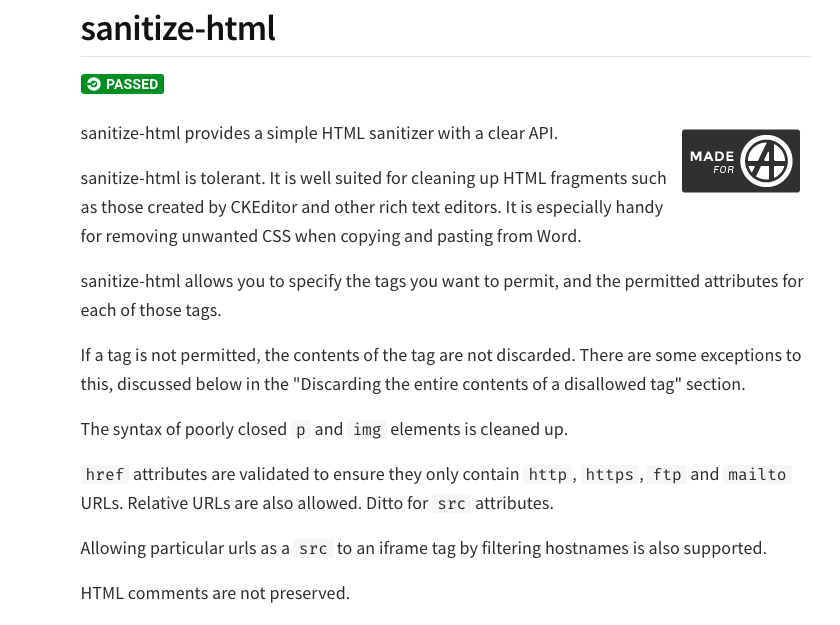 sanitize-html
PASSED
sanitize-html provides a simple HTML sanitizer with a clear API.
MADE
FOR
sanitize-html is tolerant. It is well suited for cleaning up HTML fragments such
as those created by CKEditor and other rich text editors. It is especially handy
for removing unwanted CSS when copying and pasting from Word.
sanitize-html allows you to specify the tags you want to permit, and the permitted attributes for
each of those tags.
If a tag is not permitted, the contents of the tag are not discarded. There are some exceptions to
this, discussed below in the "Discarding the entire contents of a disallowed tag" section.
The syntax of poorly closed p and img elements is cleaned up.
href attributes are validated to ensure they only contain http, https, ftp and mailto
URLs. Relative URLs are also allowed. Ditto for src attributes.
Allowing particular urls as a src to an iframe tag by filtering hostnames is also supported.
HTML comments are not preserved.